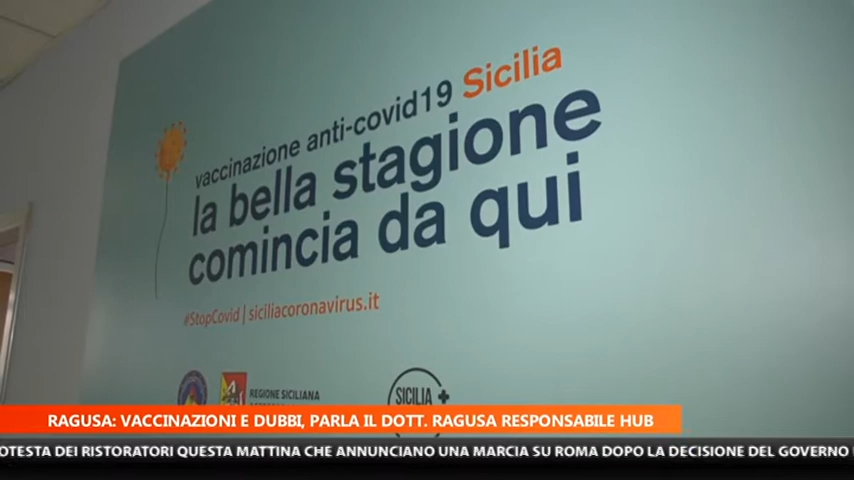 vaccinazione anti-covid19 Sicilia
la bella stagione
comincia da qui
#StopCovid | siciliacoronavirus.it
REGIONE SICILIANA
SICILIA
RAGUSA: VACCINAZIONI E DUBBI, PARLA IL DOTT. RAGUSA RESPONSABILE HUB
OTESTA DEI RISTORATORI QUESTA MATTINA CHE ANNUNCIANO UNA MARCIA SU ROMA DOPO LA DECISIONE DEL GOVERNO